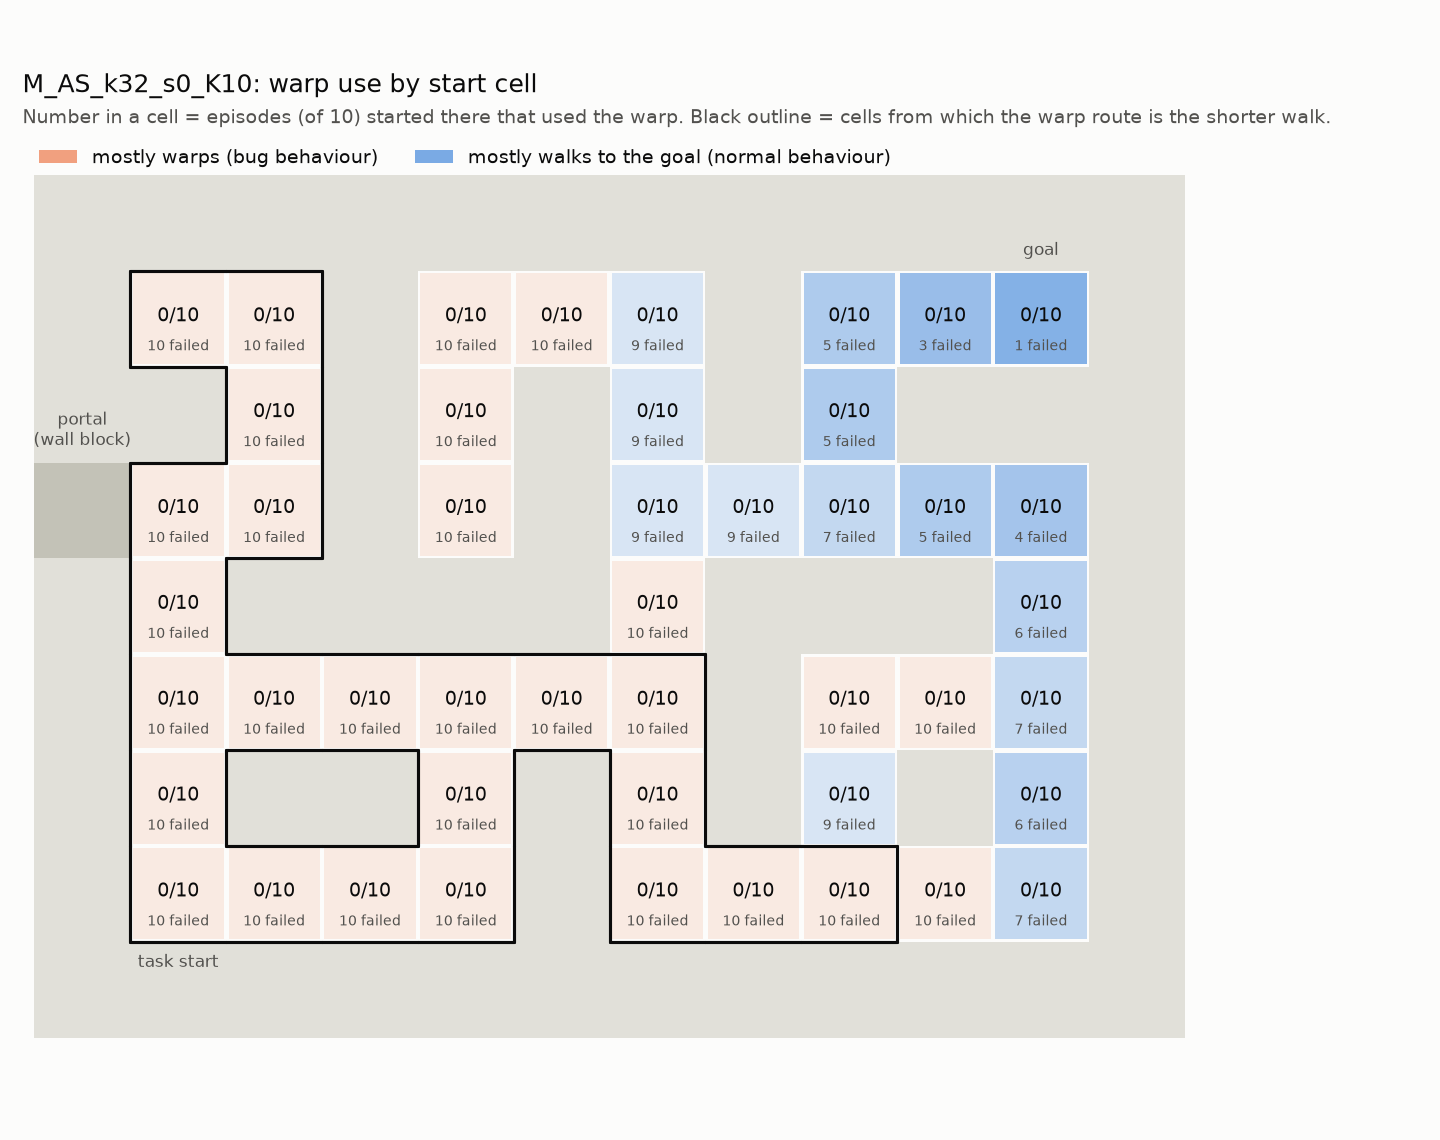 M_AS_k32_s0_K10: warp use by start cell
Number in a cell = episodes (of 10) started there that used the warp. Black outline = cells from which the warp route is the shorter walk.
mostly warps (bug behaviour) mostly walks to the goal (normal behaviour)
goal
0/10 0/10 0/10 0/10 0/10 0/10 0/10 0/10
10 failed 10 failed 10 failed 10 failed 9 failed 5 failed 3 failed 1 failed
0/10 0/10 0/10 0/10
portal
(wall block)
10 failed 10 failed 9 failed 5 failed
0/10 0/10 0/10 0/10 0/10 0/10 0/10 0/10
10 failed 10 failed 10 failed 9 failed 9 failed 7 failed 5 failed 4 failed
0/10 0/10 0/10
10 failed 10 failed 6 failed
0/10 0/10 0/10 0/10 0/10 0/10 0/10 0/10 0/10
10 failed 10 failed 10 failed 10 failed 10 failed 10 failed 10 failed 10 failed 7 failed
0/10 0/10 0/10 0/10 0/10
10 failed 10 failed 10 failed 9 failed 6 failed
0/10 0/10 0/10 0/10 0/10 0/10 0/10 0/10 0/10
10 failed 10 failed 10 failed 10 failed 10 failed 10 failed 10 failed 10 failed 7 failed
task start